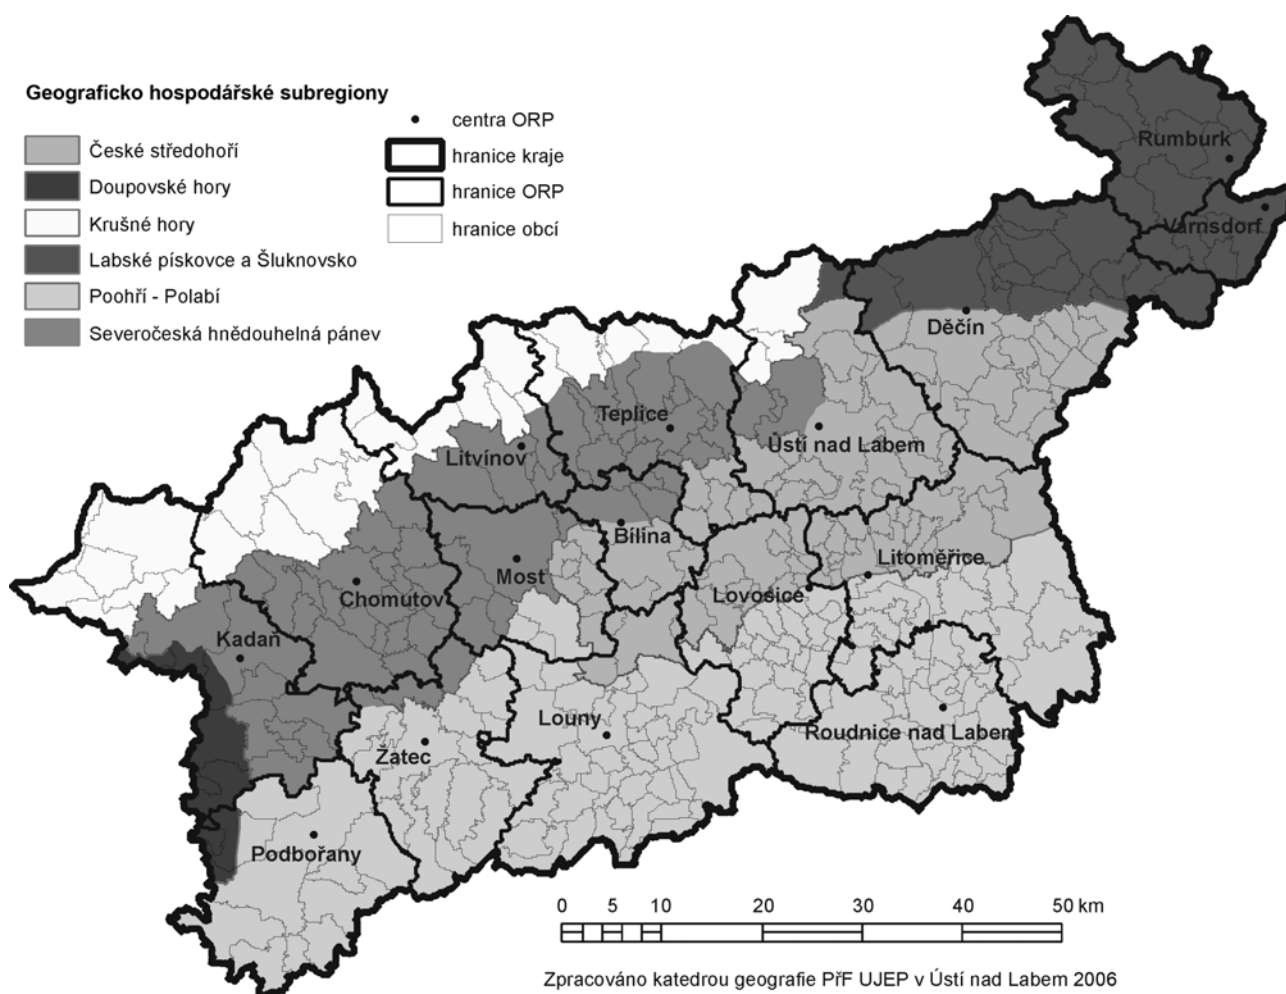 Geograficko hospodářské subregiony
České středohoří
Doupovské hory
Krušné hory
Labské pískovce a Šluknovsko
Poohří - Polabí
Severočeská hnědouhelná pánev
centra ORP
hranice kraje
hranice ORP
hranice obcí
Rumburk
Varnsdorf
Děčín
Teplice
Ústí nad Labem
Litvínov
Bílina
Litoměřice
Most
Lovosice
Chomutov
Kadaň
Louny
Roudnice nad Labem
Žatec
Podbořany
0 5 10 20 30 40 50 km
Zpracováno katedrou geografie PřF UJEP v Ústí nad Labem 2006